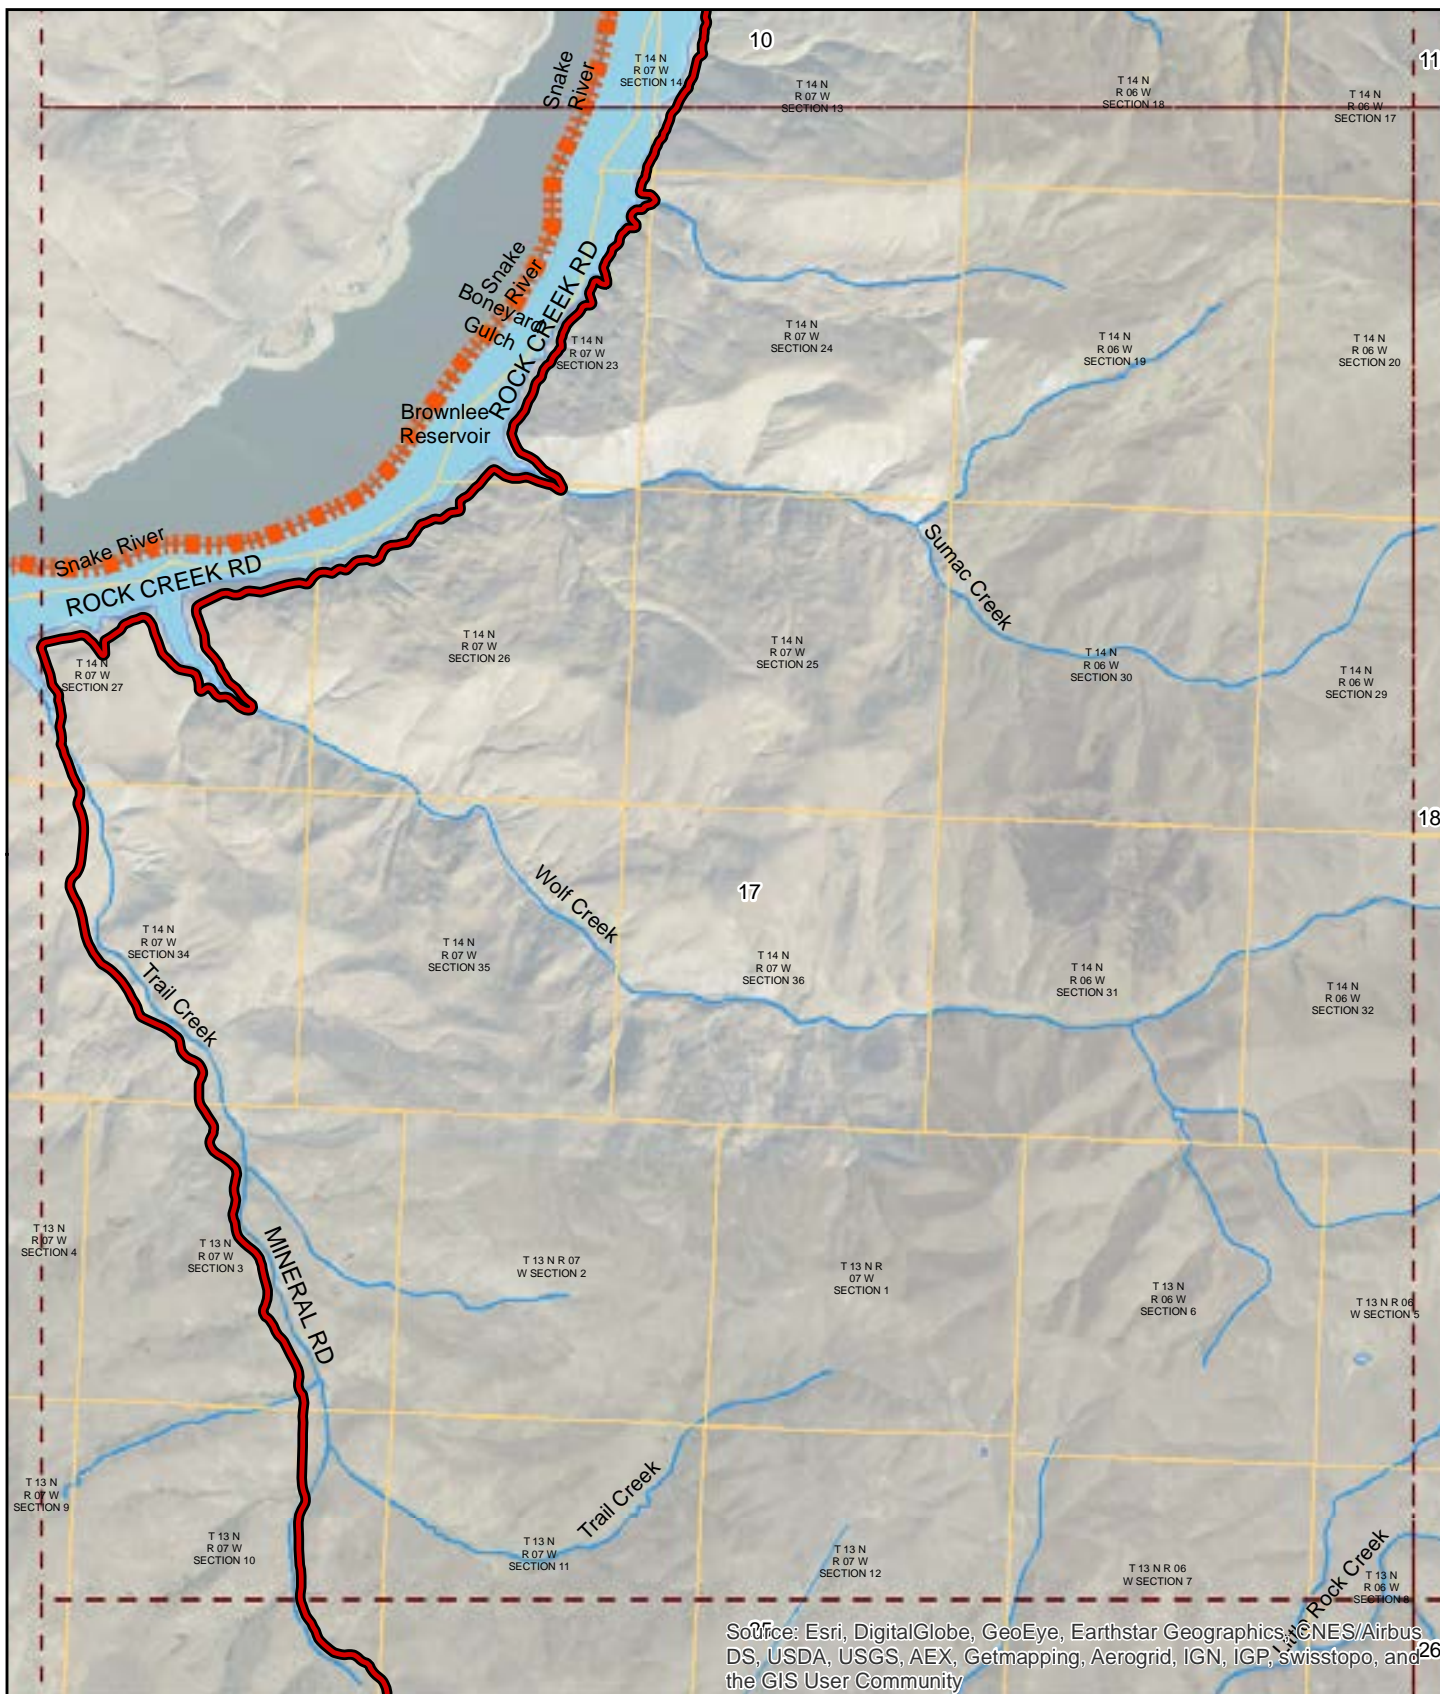 10
11
T 14 N
R 07 W
SECTION 14
T 14 N
R 07 W
SECTION 13
T 14 N
R 06 W
SECTION 18
T 14 N
R 06 W
SECTION 17
Snake
River
Snake
River
Boneyard
Gulch
ROCK CREEK RD
T 14 N
R 07 W
SECTION 23
T 14 N
R 07 W
SECTION 24
T 14 N
R 06 W
SECTION 19
T 14 N
R 06 W
SECTION 20
Brownlee
Reservoir
Snake River
ROCK CREEK RD
Sumac Creek
T 14 N
R 07 W
SECTION 27
T 14 N
R 07 W
SECTION 26
T 14 N
R 07 W
SECTION 25
T 14 N
R 06 W
SECTION 30
T 14 N
R 06 W
SECTION 29
18
17
Wolf Creek
T 14 N
R 07 W
SECTION 34
T 14 N
R 07 W
SECTION 35
T 14 N
R 07 W
SECTION 36
T 14 N
R 06 W
SECTION 31
T 14 N
R 06 W
SECTION 32
Trail Creek
T 13 N
R 07 W
SECTION 4
T 13 N
R 07 W
SECTION 3
MINERAL RD
T 13 N R 07
W SECTION 2
T 13 N R
07 W
SECTION 1
T 13 N
R 06 W
SECTION 6
T 13 N R 06
W SECTION 5
T 13 N
R 07 W
SECTION 9
T 13 N
R 07 W
SECTION 10
Trail Creek
T 13 N
R 07 W
SECTION 11
T 13 N
R 07 W
SECTION 12
T 13 N R 06
W SECTION 7
T 13 N
R 06 W
SECTION 8
Little Rock Creek
25
26
Source: Esri, DigitalGlobe, GeoEye, Earthstar Geographics, CNES/Airbus
DS, USDA, USGS, AEX, Getmapping, Aerogrid, IGN, IGP, swisstopo, and
the GIS User Community